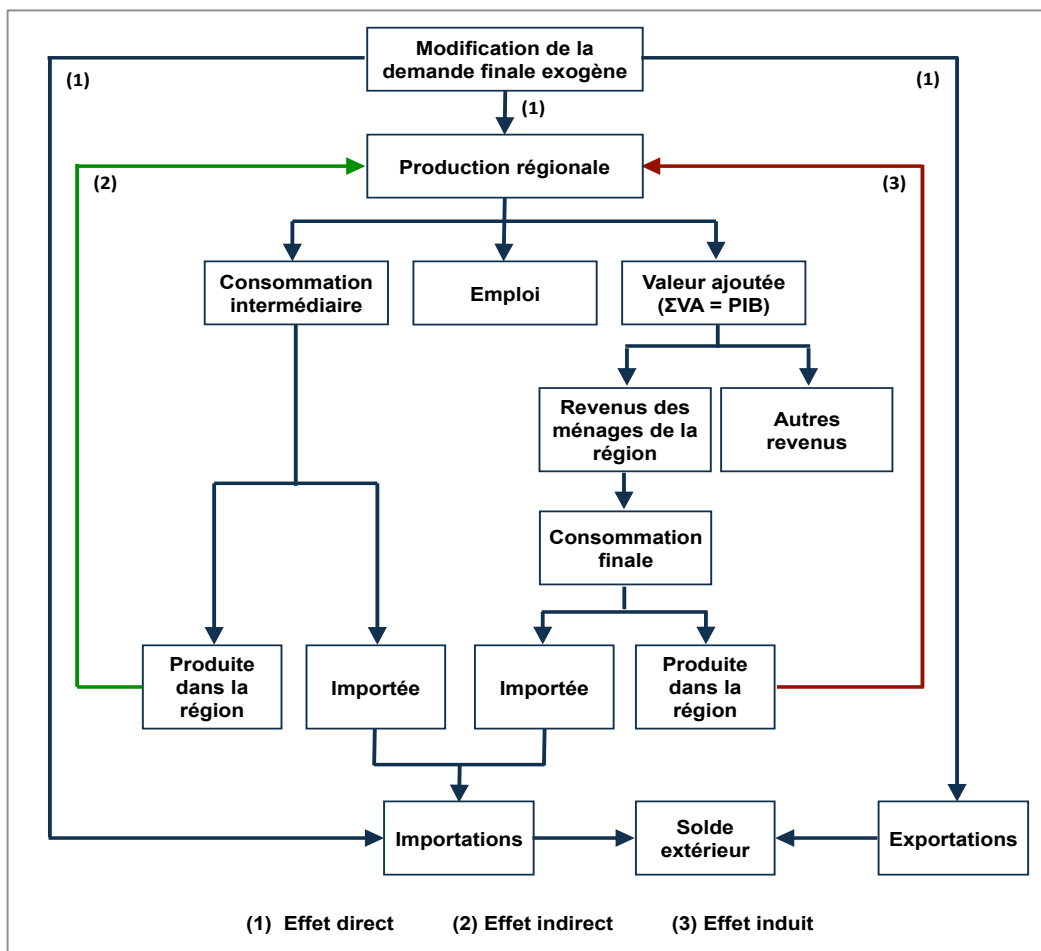 Modification de la
demande finale exogène
(1)
(1)
(1)
Production régionale
(2)
(3)
Consommation
intermédiaire
Emploi
Valeur ajoutée
(ΣVA = PIB)
Revenus des
ménages de la
région
Autres
revenus
Consommation
finale
Produite
dans la
région
Importée
Importée
Produite
dans la
région
Importations
Solde
extérieur
Exportations
(1) Effet direct (2) Effet indirect (3) Effet induit